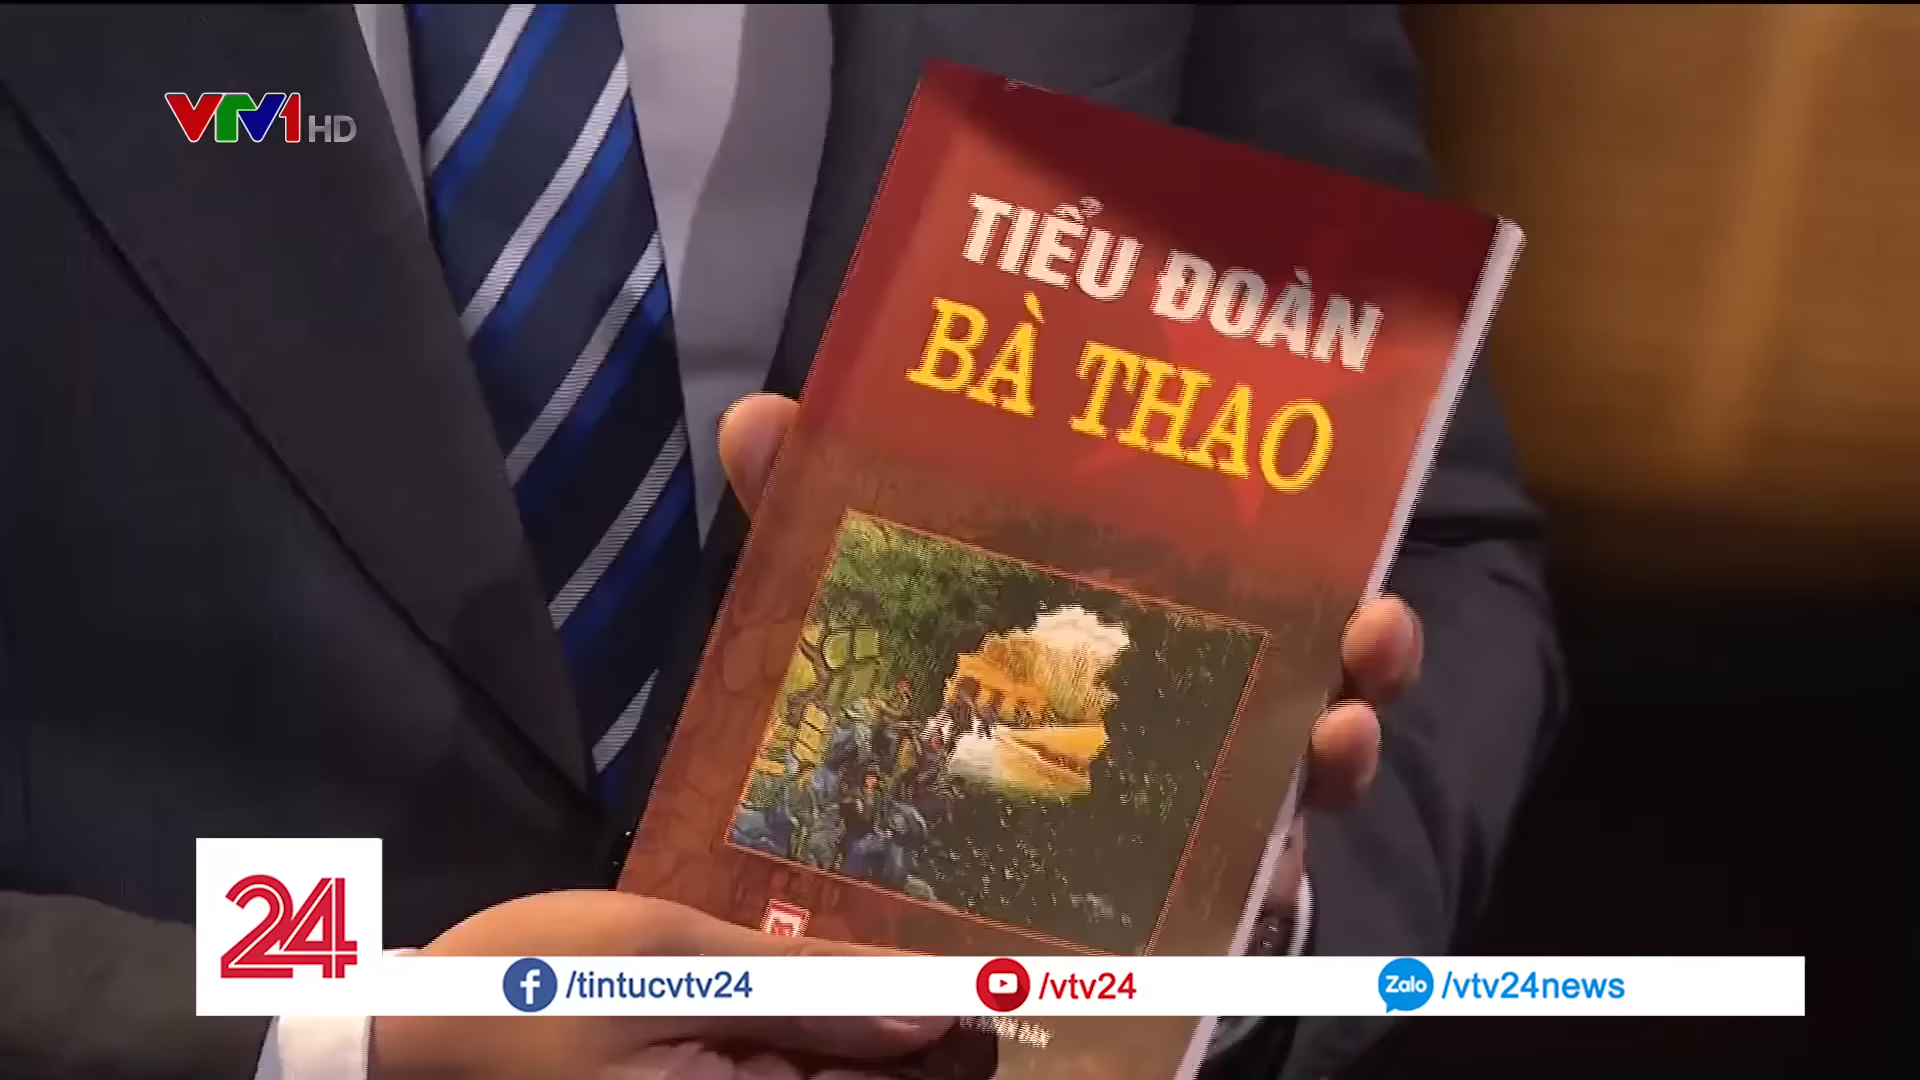 VTV1 HD
TIỂU ĐOÀN
BÀ THAO
24
/tintucvtv24
/vtv24
Zalo /vtv24news